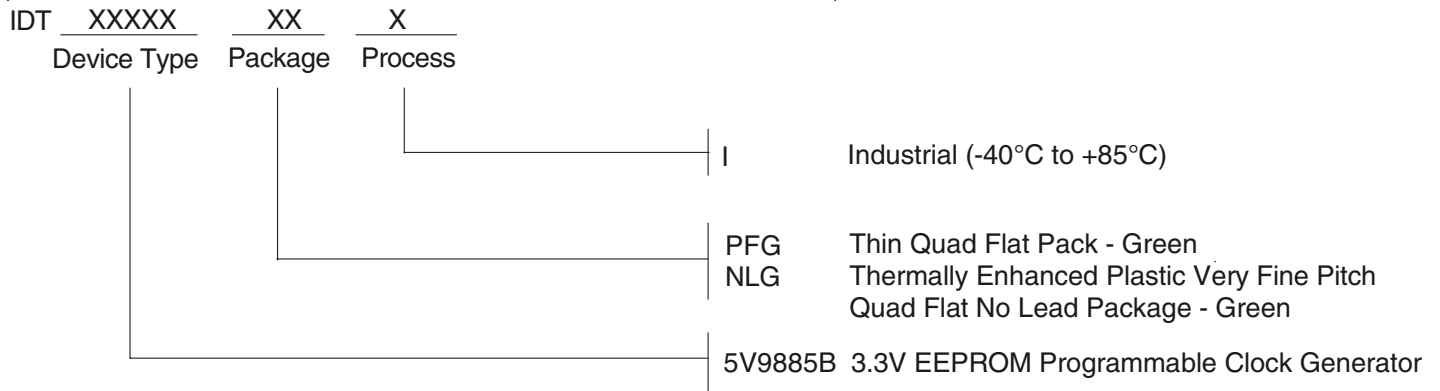 IDT XXXXX XX X
Device Type Package Process
I Industrial (-40°C to +85°C)
PFG Thin Quad Flat Pack - Green
NLG Thermally Enhanced Plastic Very Fine Pitch
Quad Flat No Lead Package - Green
5V9885B 3.3V EEPROM Programmable Clock Generator